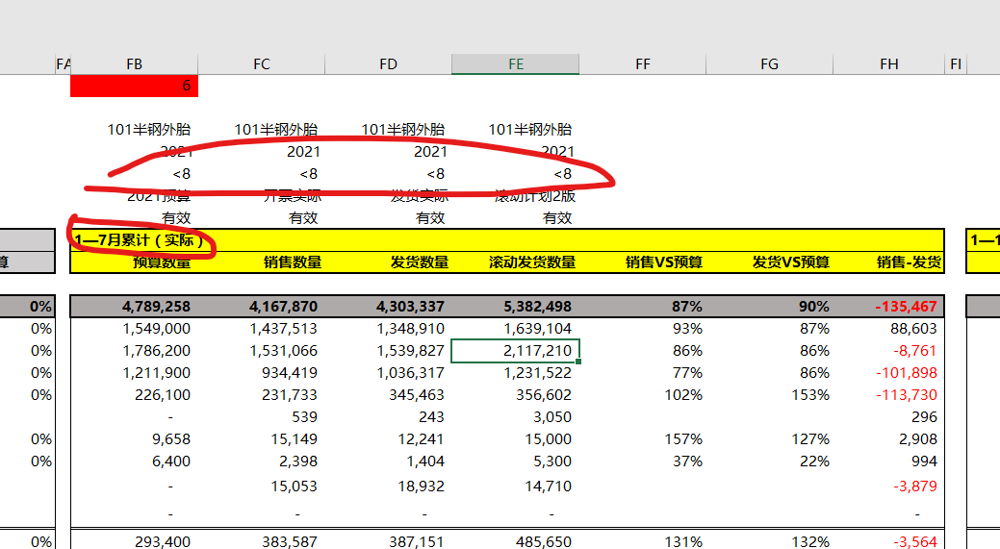 FA FB FC FD FE FF FG FH FI
6
101半钢外胎 101半钢外胎 101半钢外胎 101半钢外胎
2021 2021 2021 2021
<8 <8 <8 <8
2021预算 开票实际 发货实际 滚动计划2版
有效 有效 有效 有效
1—7月累计（实际） 1—1
算 预算数量 销售数量 发货数量 滚动发货数量 销售VS预算 发货VS预算 销售-发货
0% 4,789,258 4,167,870 4,303,337 5,382,498 87% 90% -135,467
0% 1,549,000 1,437,513 1,348,910 1,639,104 93% 87% 88,603
0% 1,786,200 1,531,066 1,539,827 2,117,210 86% 86% -8,761
0% 1,211,900 934,419 1,036,317 1,231,522 77% 86% -101,898
0% 226,100 231,733 345,463 356,602 102% 153% -113,730
- 539 243 3,050 296
0% 9,658 15,149 12,241 15,000 157% 127% 2,908
0% 6,400 2,398 1,404 5,300 37% 22% 994
- 15,053 18,932 14,710 -3,879
- - - - -
0% 293,400 383,587 387,151 485,650 131% 132% -3,564